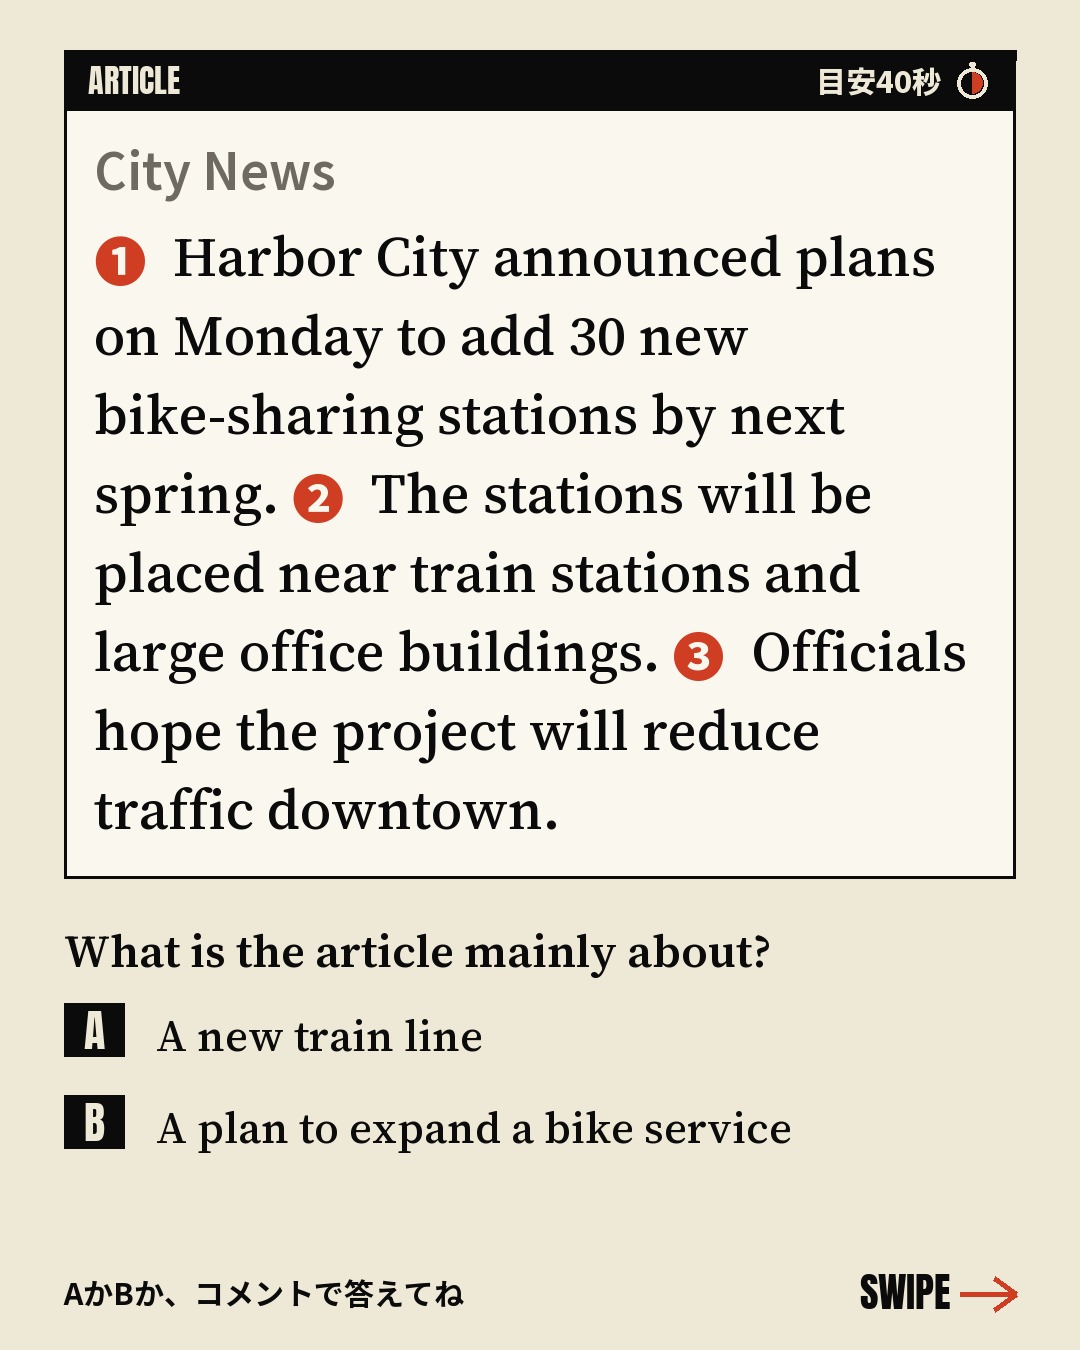 ARTICLE
目安40秒
City News
1 Harbor City announced plans
on Monday to add 30 new
bike-sharing stations by next
spring. 2 The stations will be
placed near train stations and
large office buildings. 3 Officials
hope the project will reduce
traffic downtown.
What is the article mainly about?
A A new train line
B A plan to expand a bike service
AかBか、コメントで答えてね
SWIPE